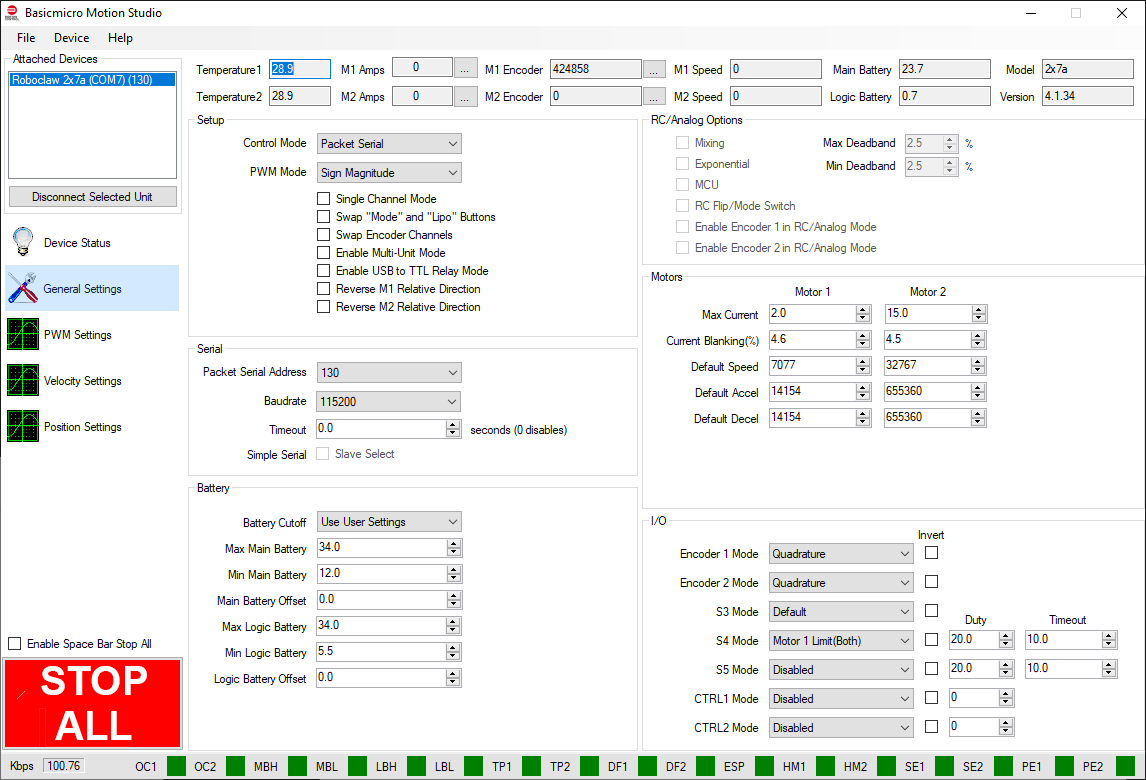 Basicmicro Motion Studio
File Device Help
Attached Devices
Roboclaw 2x7a (COM7) (130)
Disconnect Selected Unit
Device Status
General Settings
PWM Settings
Velocity Settings
Position Settings
Enable Space Bar Stop All
STOP
ALL
Temperature1 28.9 M1 Amps 0 ... M1 Encoder 424858 ... M1 Speed 0 Main Battery 23.7 Model 2x7a
Temperature2 28.9 M2 Amps 0 ... M2 Encoder 0 ... M2 Speed 0 Logic Battery 0.7 Version 4.1.34
Setup
Control Mode Packet Serial
PWM Mode Sign Magnitude
Single Channel Mode
Swap "Mode" and "Lipo" Buttons
Swap Encoder Channels
Enable Multi-Unit Mode
Enable USB to TTL Relay Mode
Reverse M1 Relative Direction
Reverse M2 Relative Direction
Serial
Packet Serial Address 130
Baudrate 115200
Timeout 0.0 seconds (0 disables)
Simple Serial Slave Select
Battery
Battery Cutoff Use User Settings
Max Main Battery 34.0
Min Main Battery 12.0
Main Battery Offset 0.0
Max Logic Battery 34.0
Min Logic Battery 5.5
Logic Battery Offset 0.0
RC/Analog Options
Mixing Max Deadband 2.5 %
Exponential Min Deadband 2.5 %
MCU
RC Flip/Mode Switch
Enable Encoder 1 in RC/Analog Mode
Enable Encoder 2 in RC/Analog Mode
Motors
Motor 1 Motor 2
Max Current 2.0 15.0
Current Blanking(%) 4.6 4.5
Default Speed 7077 32767
Default Accel 14154 655360
Default Decel 14154 655360
I/O
Invert
Encoder 1 Mode Quadrature
Encoder 2 Mode Quadrature
S3 Mode Default
Duty Timeout
S4 Mode Motor 1 Limit(Both) 20.0 10.0
S5 Mode Disabled 20.0 10.0
CTRL1 Mode Disabled 0
CTRL2 Mode Disabled 0
Kbps 100.76 OC1 OC2 MBH MBL LBH LBL TP1 TP2 DF1 DF2 ESP HM1 HM2 SE1 SE2 PE1 PE2